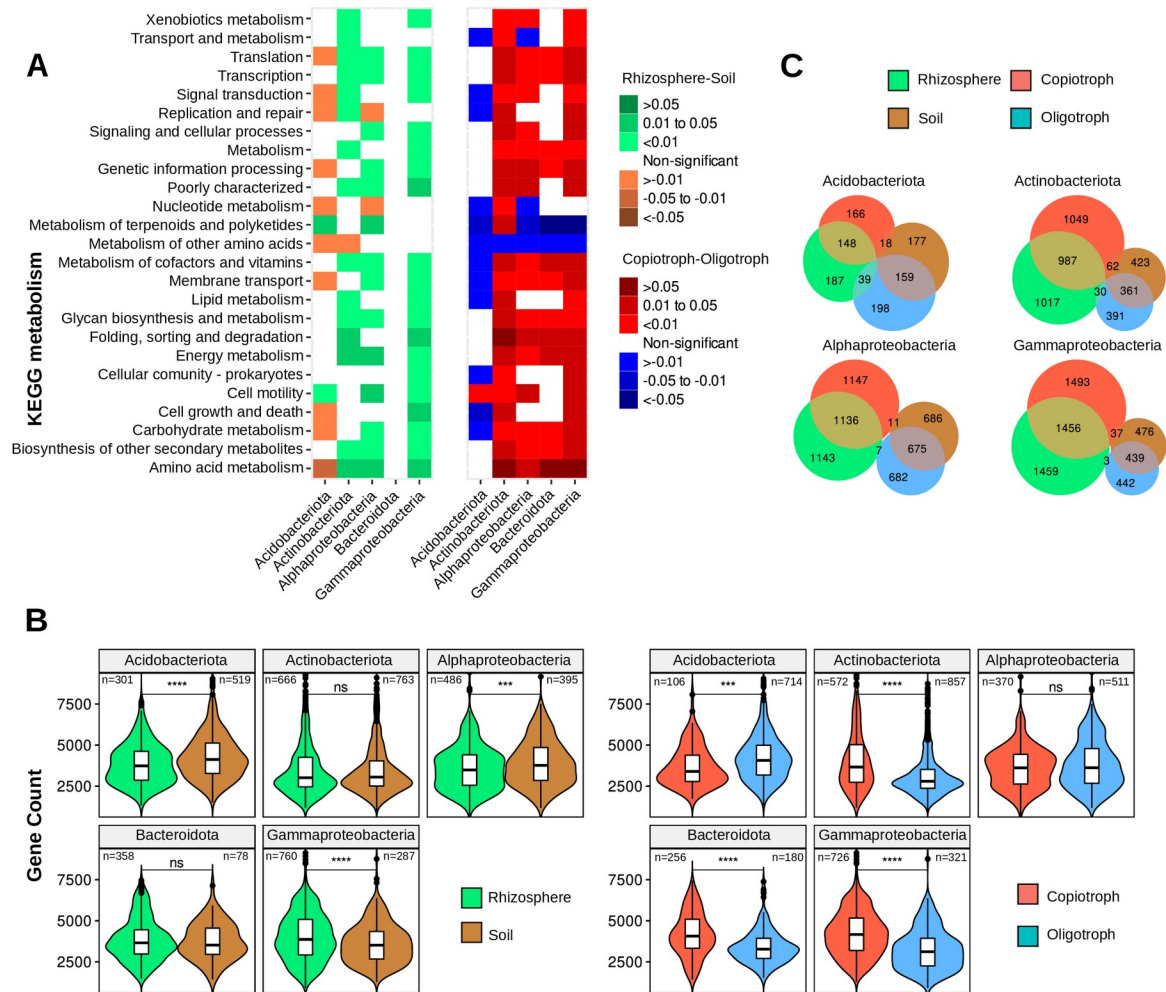 A
KEGG metabolism
Xenobiotics metabolism
Transport and metabolism
Translation
Transcription
Signal transduction
Replication and repair
Signaling and cellular processes
Metabolism
Genetic information processing
Poorly characterized
Nucleotide metabolism
Metabolism of terpenoids and polyketides
Metabolism of other amino acids
Metabolism of cofactors and vitamins
Membrane transport
Lipid metabolism
Glycan biosynthesis and metabolism
Folding, sorting and degradation
Energy metabolism
Cellular comunity - prokaryotes
Cell motility
Cell growth and death
Carbohydrate metabolism
Biosynthesis of other secondary metabolites
Amino acid metabolism
Acidobacteriota
Actinobacteriota
Alphaproteobacteria
Bacteroidota
Gammaproteobacteria
Acidobacteriota
Actinobacteriota
Alphaproteobacteria
Bacteroidota
Gammaproteobacteria
Rhizosphere-Soil
>0.05
0.01 to 0.05
<0.01
Non-significant
>-0.01
-0.05 to -0.01
<-0.05
Copiotroph-Oligotroph
>0.05
0.01 to 0.05
<0.01
Non-significant
>-0.01
-0.05 to -0.01
<-0.05
C
Rhizosphere
Copiotroph
Soil
Oligotroph
Acidobacteriota
166
148
18
177
187
39
159
198
Actinobacteriota
1049
987
62
423
1017
30
361
391
Alphaproteobacteria
1147
1136
11
686
1143
7
675
682
Gammaproteobacteria
1493
1456
37
476
1459
3
439
442
B
Gene Count
Acidobacteriota
n=301
****
n=519
Actinobacteriota
n=666
ns
n=763
Alphaproteobacteria
n=486
***
n=395
7500
5000
2500
Bacteroidota
n=358
ns
n=78
Gammaproteobacteria
n=760
****
n=287
7500
5000
2500
Rhizosphere
Soil
Acidobacteriota
n=106
***
n=714
Actinobacteriota
n=572
****
n=857
Alphaproteobacteria
n=370
ns
n=511
7500
5000
2500
Bacteroidota
n=256
****
n=180
Gammaproteobacteria
n=726
****
n=321
7500
5000
2500
Copiotroph
Oligotroph